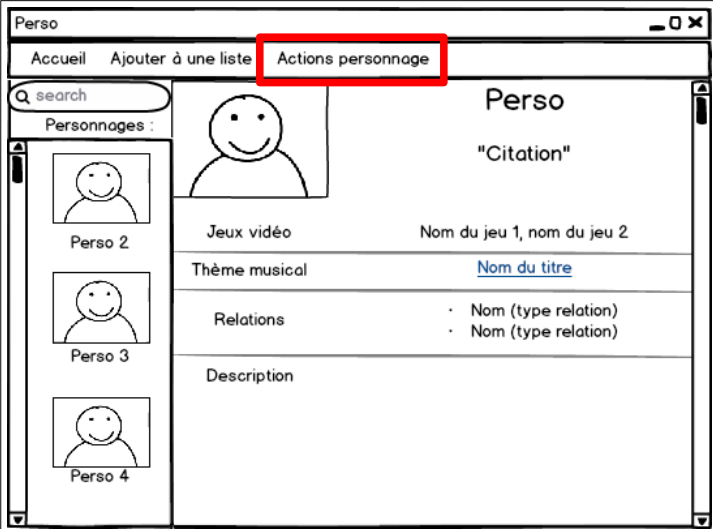 Perso
Accueil Ajouter à une liste Actions personnage
search
Personnages :
Perso 2
Perso 3
Perso 4
Perso
"Citation"
Jeux vidéo Nom du jeu 1, nom du jeu 2
Thème musical Nom du titre
Relations
· Nom (type relation)
· Nom (type relation)
Description